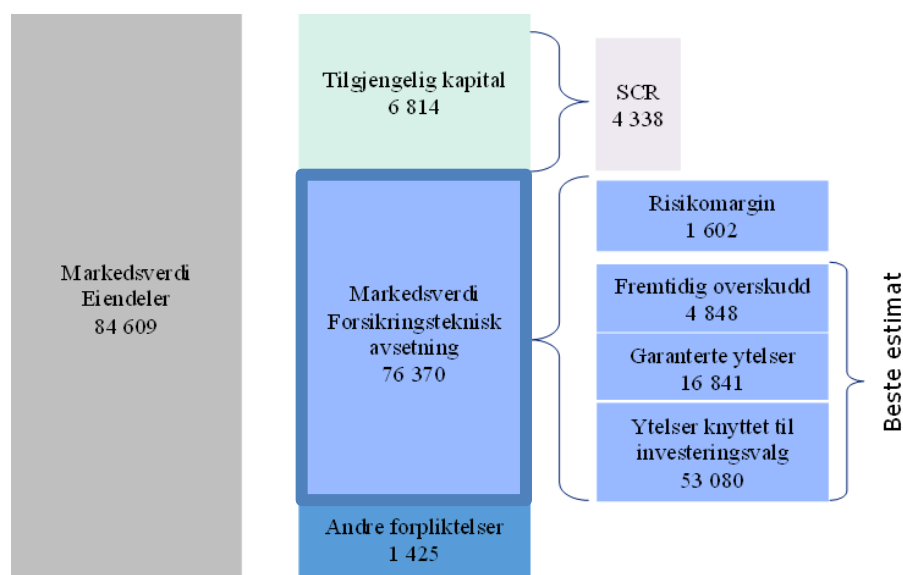 Markedsverdi
Eiendeler
84 609
Tilgjengelig kapital
6 814
SCR
4 338
Markedsverdi
Forsikringsteknisk
avsetning
76 370
Risikomargin
1 602
Fremtidig overskudd
4 848
Garanterte ytelser
16 841
Ytelser knyttet til
investeringsvalg
53 080
Beste estimat
Andre forpliktelser
1 425